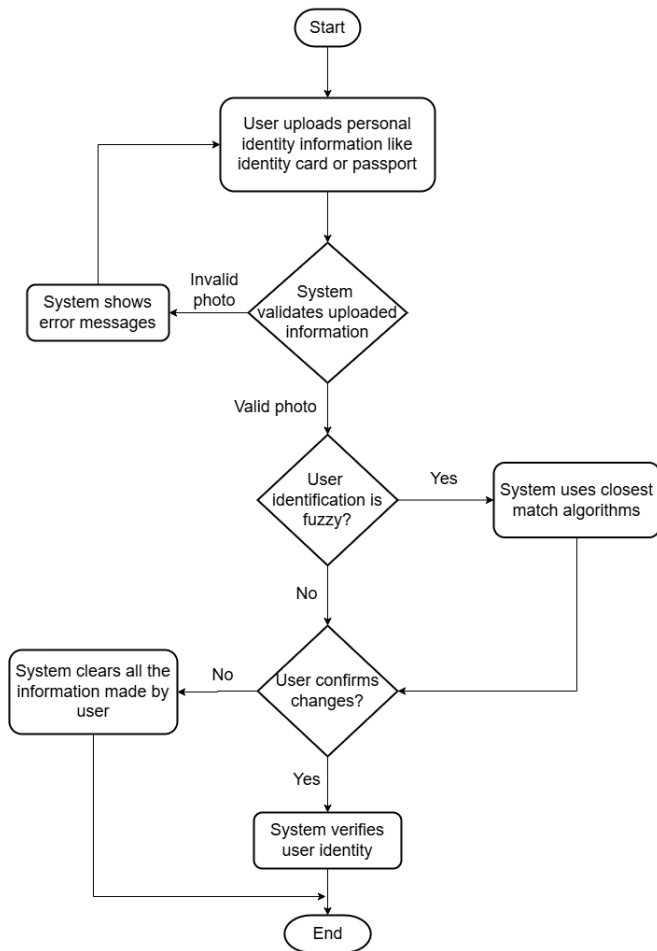 Start
User uploads personal
identity information like
identity card or passport
Invalid
photo
System
validates uploaded
information
System shows
error messages
Valid photo
User
identification is
fuzzy?
Yes
System uses closest
match algorithms
No
System clears all the
information made by
user
No
User confirms
changes?
Yes
System verifies
user identity
End